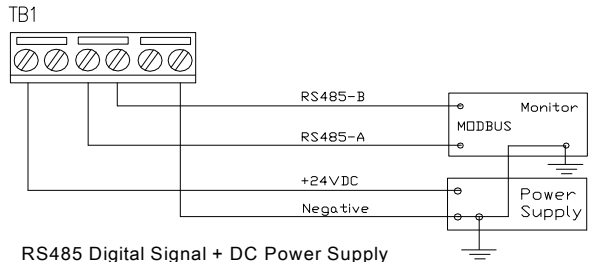 TB1
RS485-B
Monitor
MODBUS
RS485-A
+24VDC
Power
Supply
Negative
RS485 Digital Signal + DC Power Supply